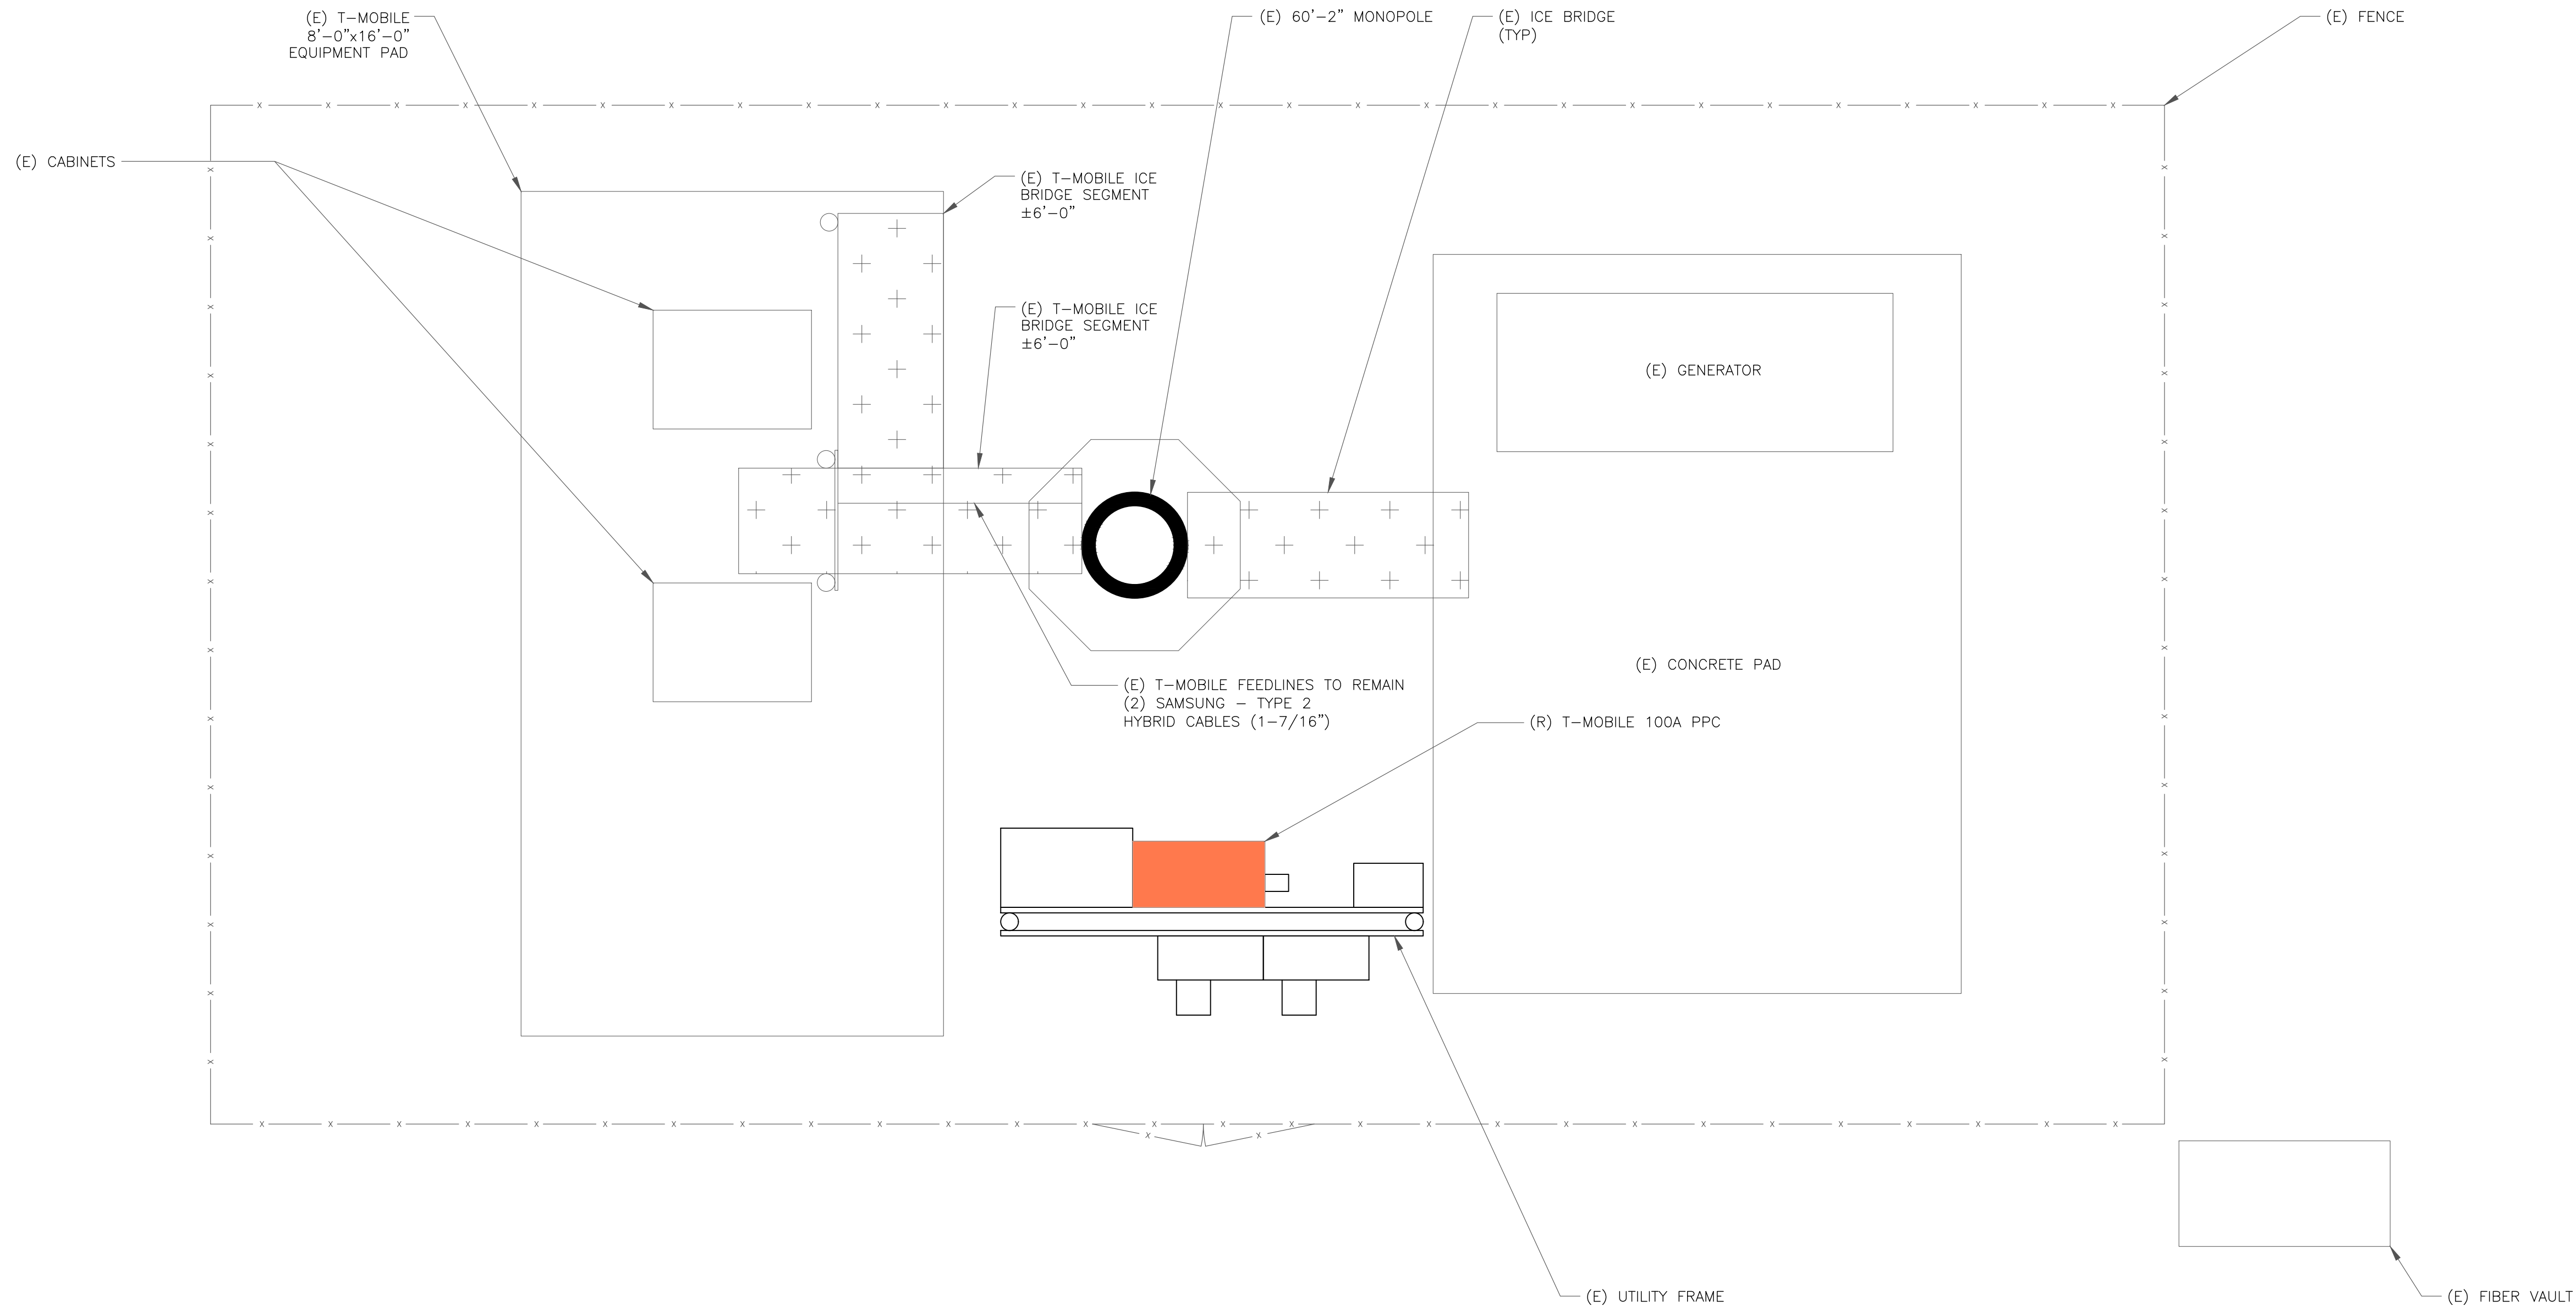 (E) T-MOBILE
8'-0"x16'-0"
EQUIPMENT PAD
(E) 60'-2" MONOPOLE
(E) ICE BRIDGE
(TYP)
(E) FENCE
(E) CABINETS
(E) T-MOBILE ICE
BRIDGE SEGMENT
±6'-0"
(E) T-MOBILE ICE
BRIDGE SEGMENT
±6'-0"
(E) GENERATOR
(E) CONCRETE PAD
(E) T-MOBILE FEEDLINES TO REMAIN
(2) SAMSUNG - TYPE 2
HYBRID CABLES (1-7/16")
(R) T-MOBILE 100A PPC
(E) UTILITY FRAME
(E) FIBER VAULT